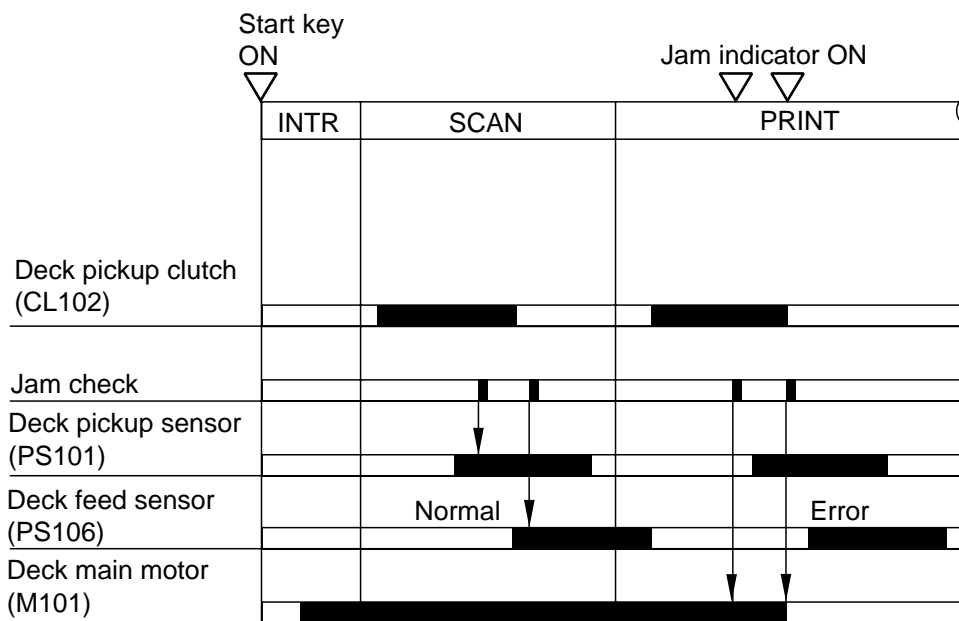 Start key
ON
Jam indicator ON
INTR
SCAN
PRINT
Deck pickup clutch
(CL102)
Jam check
Deck pickup sensor
(PS101)
Deck feed sensor
(PS106)
Normal
Error
Deck main motor
(M101)